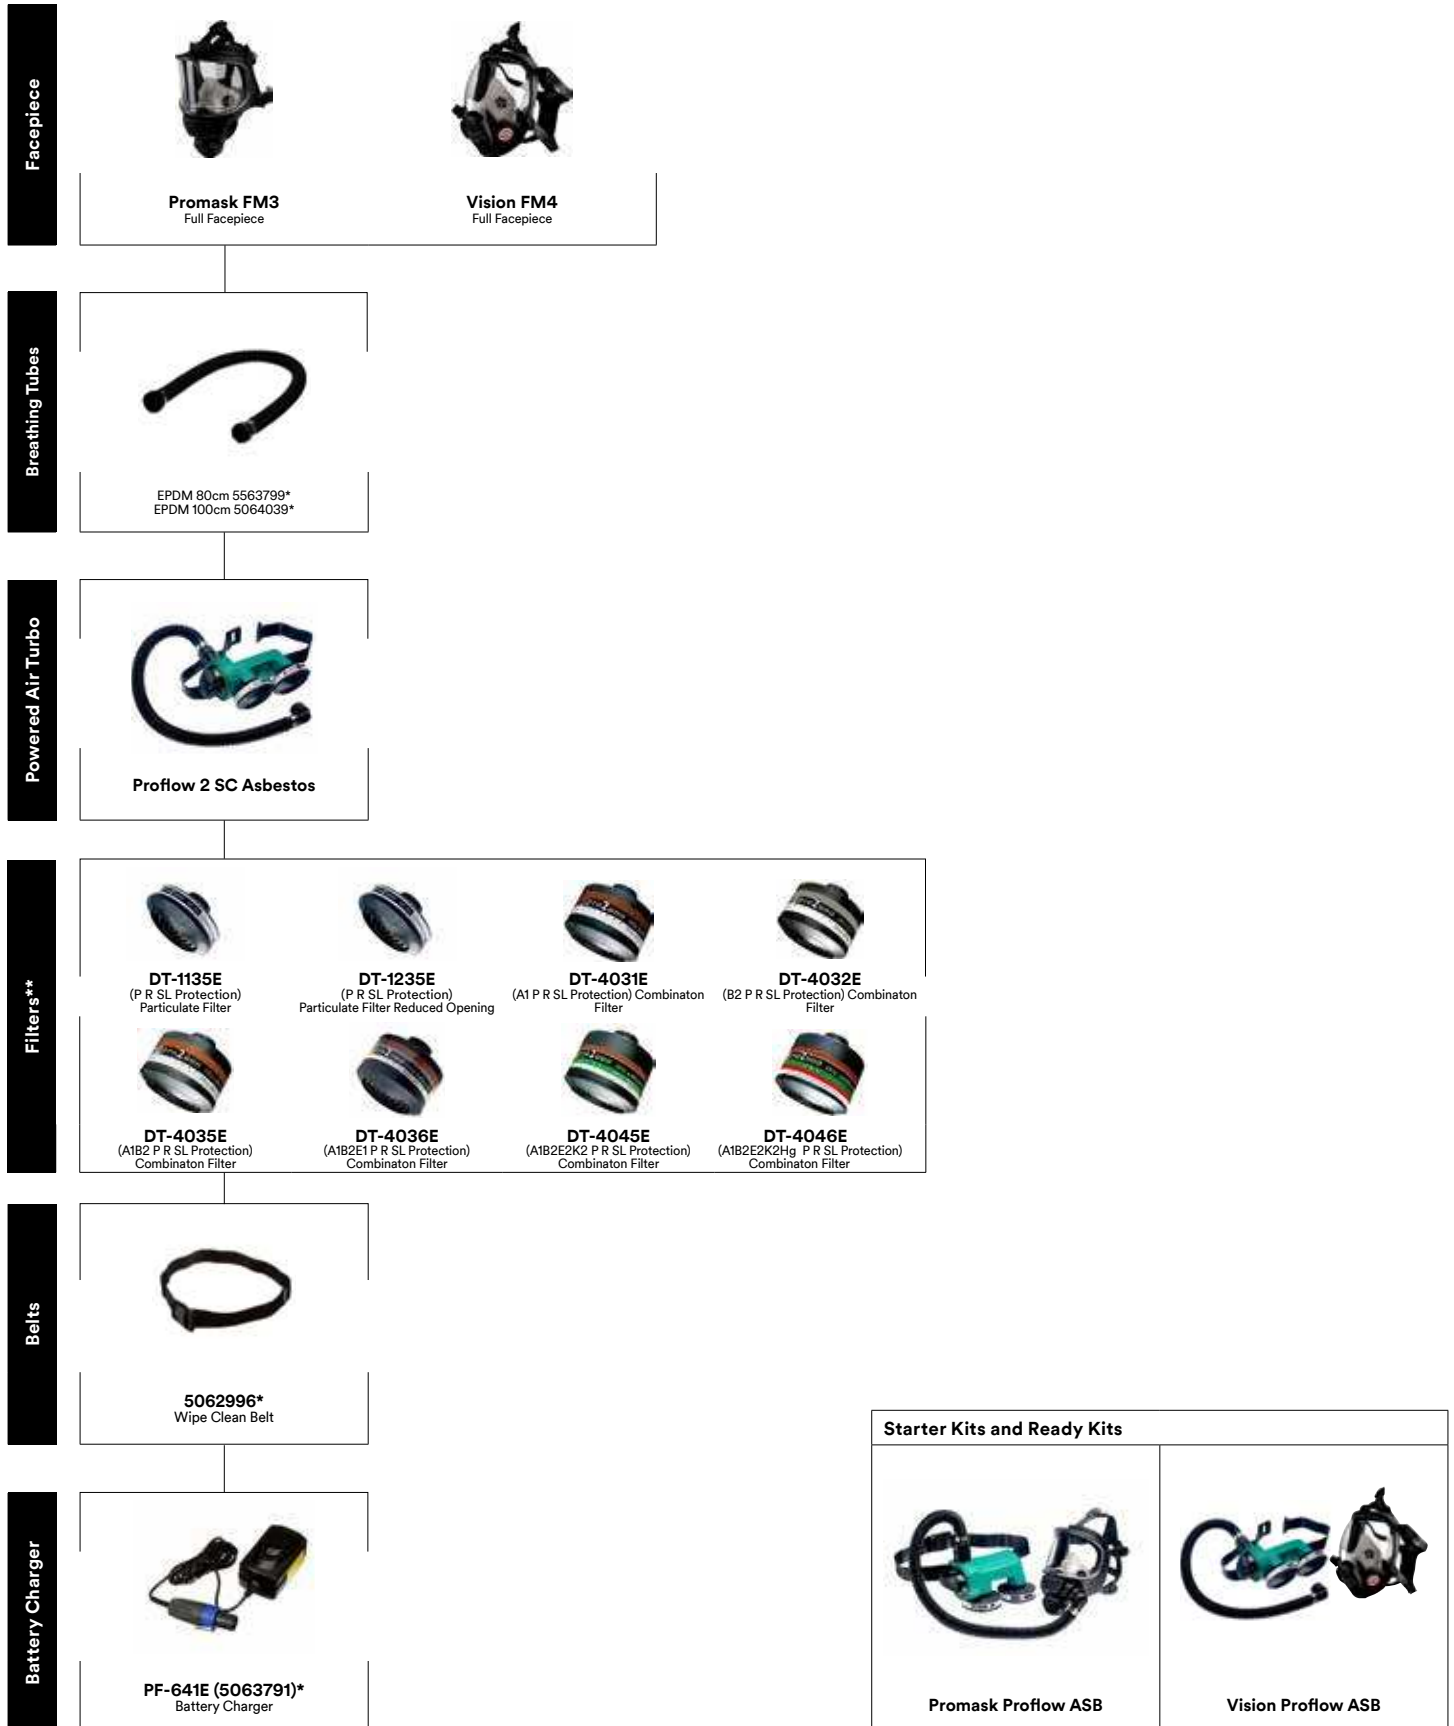 Facepiece
Promask FM3
Full Facepiece
Vision FM4
Full Facepiece
Breathing Tubes
EPDM 80cm 5563799*
EPDM 100cm 5064039*
Powered Air Turbo
Proflow 2 SC Asbestos
Filters**
DT-1135E
(P R SL Protection)
Particulate Filter
DT-1235E
(P R SL Protection)
Particulate Filter Reduced Opening
DT-4031E
(A1 P R SL Protection) Combinaton
Filter
DT-4032E
(B2 P R SL Protection) Combinaton
Filter
DT-4035E
(A1B2 P R SL Protection)
Combinaton Filter
DT-4036E
(A1B2E1 P R SL Protection)
Combinaton Filter
DT-4045E
(A1B2E2K2 P R SL Protection)
Combinaton Filter
DT-4046E
(A1B2E2K2Hg P R SL Protection)
Combinaton Filter
Belts
5062996*
Wipe Clean Belt
Battery Charger
PF-641E (5063791)*
Battery Charger
Starter Kits and Ready Kits
Promask Proflow ASB
Vision Proflow ASB